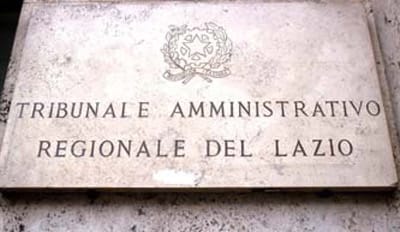 TRIBUNALE AMMINISTRATIVO
REGIONALE DEL LAZIO